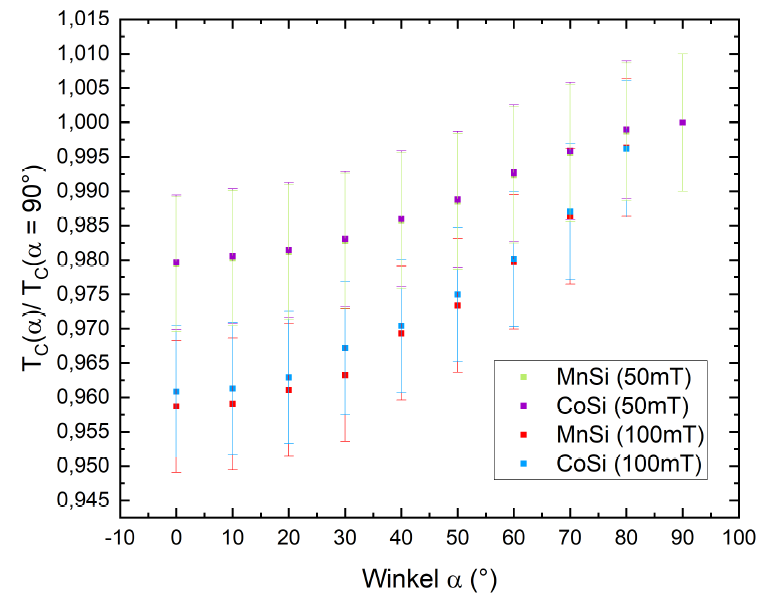 1,015
1,010
1,005
1,000
0,995
0,990
0,985
0,980
0,975
0,970
0,965
0,960
0,955
0,950
0,945
T_C(α)/ T_C(α = 90°)
MnSi (50mT)
CoSi (50mT)
MnSi (100mT)
CoSi (100mT)
-10 0 10 20 30 40 50 60 70 80 90 100
Winkel α (°)